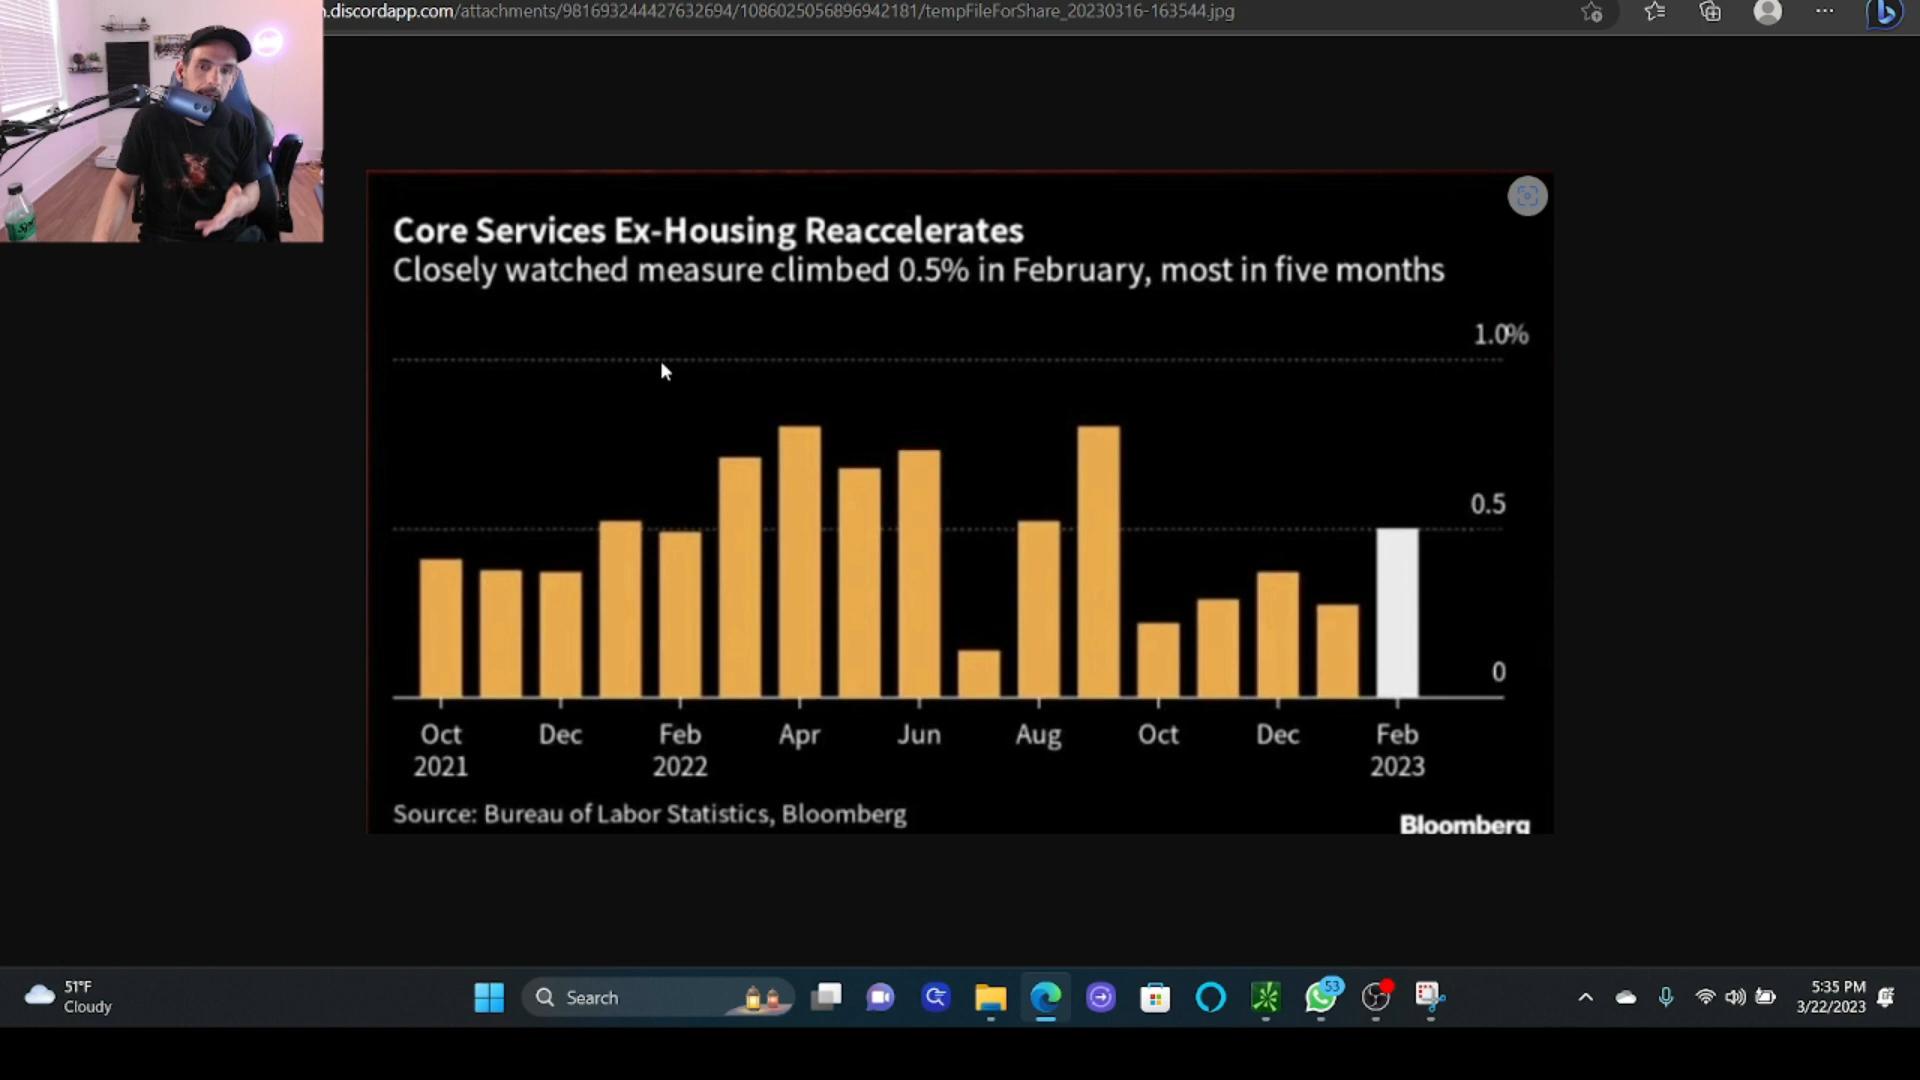 n.discordapp.com/attachments/981693244427632694/1086025056896942181/tempFileForShare_20230316-163544.jpg
Core Services Ex-Housing Reaccelerates
Closely watched measure climbed 0.5% in February, most in five months
1.0%
0.5
0
Oct Dec Feb Apr Jun Aug Oct Dec Feb
2021 2022 2023
Source: Bureau of Labor Statistics, Bloomberg
Bloomberg
51°F
Cloudy
Search
53
5:35 PM
3/22/2023